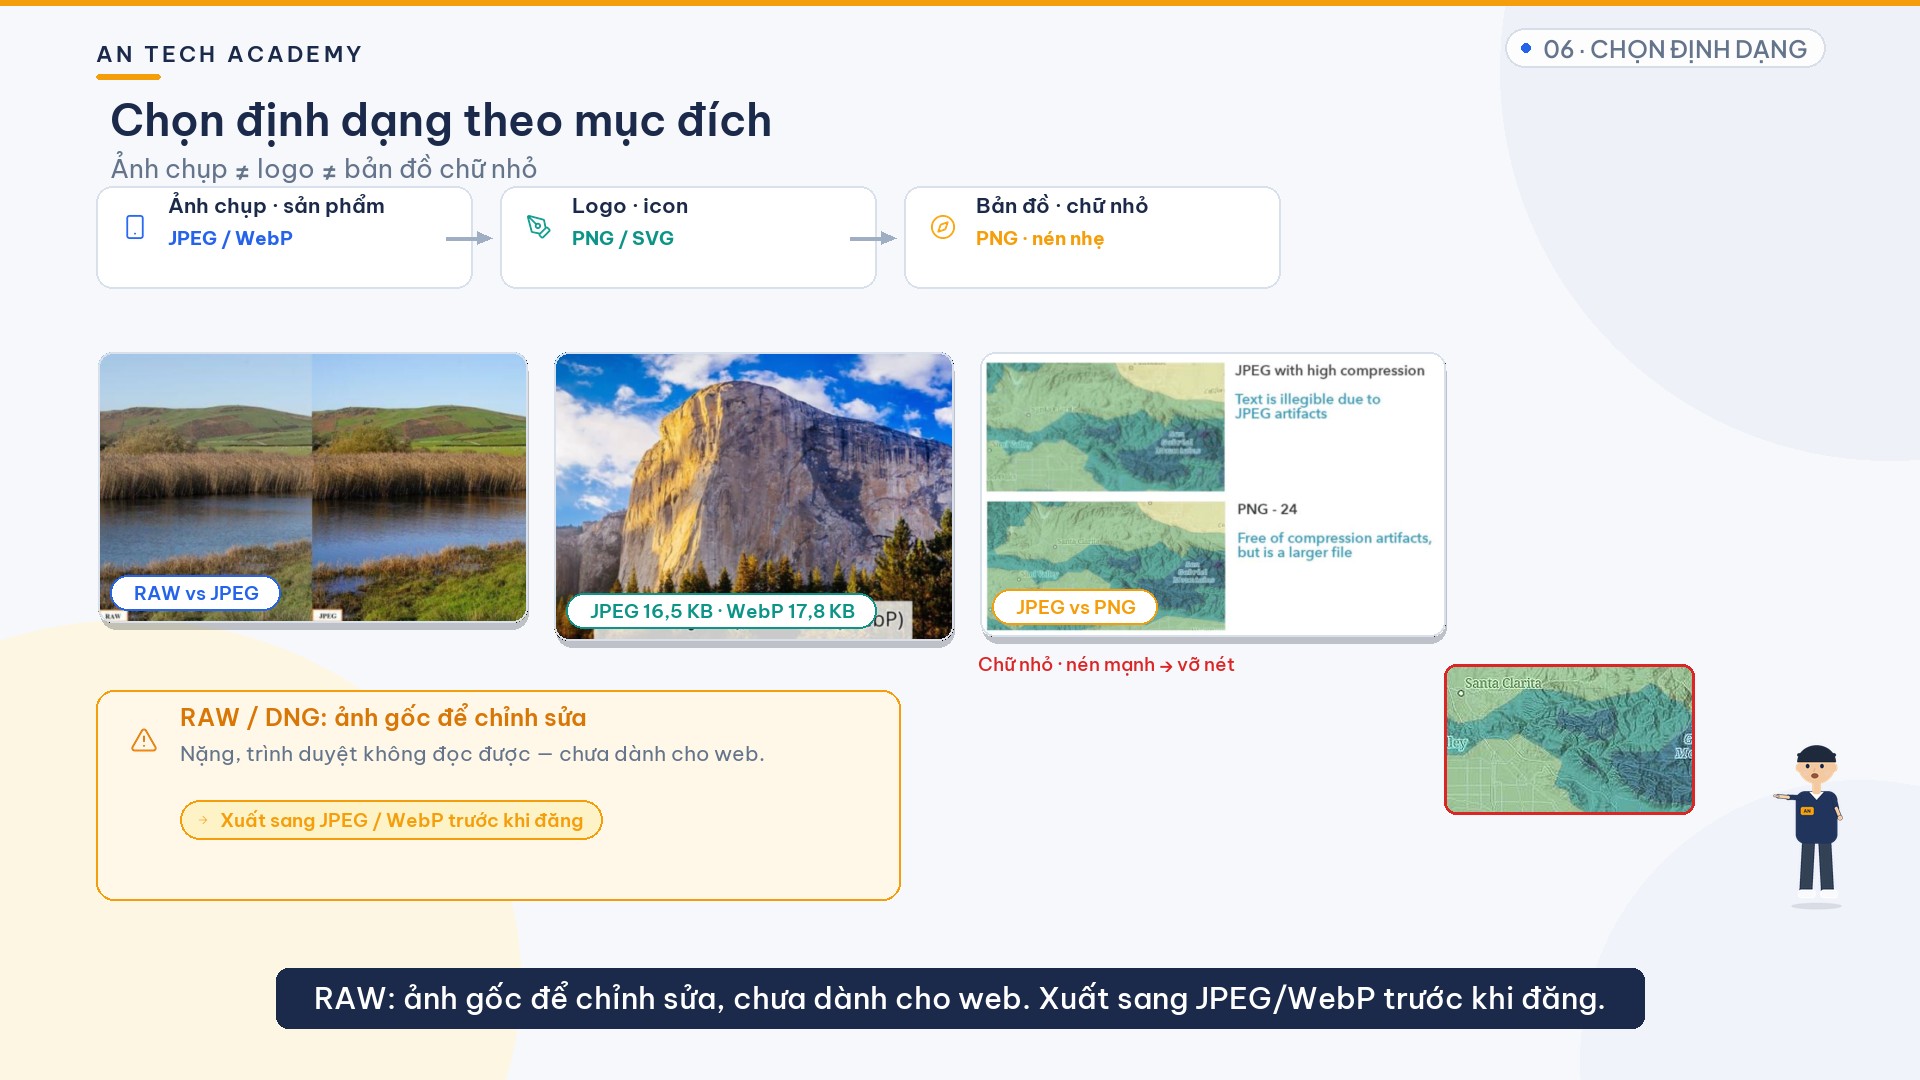 AN TECH ACADEMY
06 · CHỌN ĐỊNH DẠNG
Chọn định dạng theo mục đích
Ảnh chụp ≠ logo ≠ bản đồ chữ nhỏ
Ảnh chụp · sản phẩm
JPEG / WebP
Logo · icon
PNG / SVG
Bản đồ · chữ nhỏ
PNG · nén nhẹ
RAW vs JPEG
RAW
JPEG
JPEG 16,5 KB · WebP 17,8 KB
bP)
JPEG with high compression
Text is illegible due to
JPEG artifacts
PNG - 24
Free of compression artifacts,
but is a larger file
JPEG vs PNG
Chữ nhỏ · nén mạnh → vỡ nét
Santa Clarita
ley
RAW / DNG: ảnh gốc để chỉnh sửa
Nặng, trình duyệt không đọc được — chưa dành cho web.
→ Xuất sang JPEG / WebP trước khi đăng
AN
RAW: ảnh gốc để chỉnh sửa, chưa dành cho web. Xuất sang JPEG/WebP trước khi đăng.